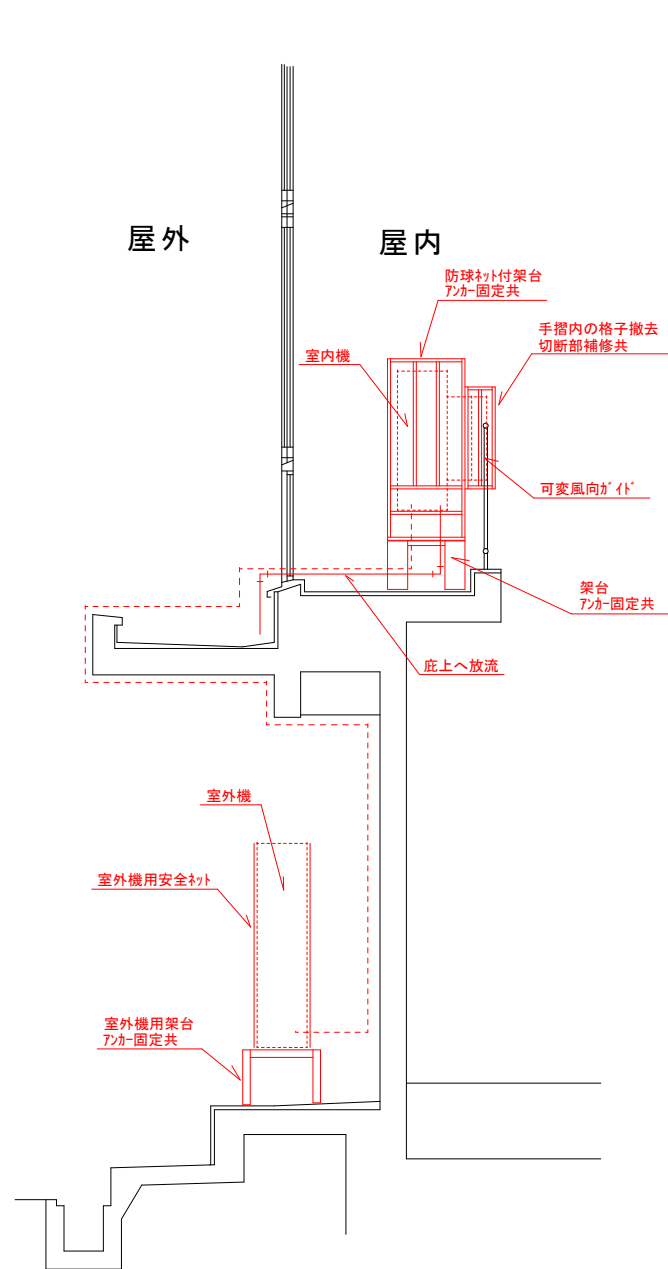 屋外
屋内
防球ネット付架台
アンカー固定共
手摺内の格子撤去
切断部補修共
室内機
可変風向ガイド
架台
アンカー固定共
庇上へ放流
室外機
室外機用安全ネット
室外機用架台
アンカー固定共